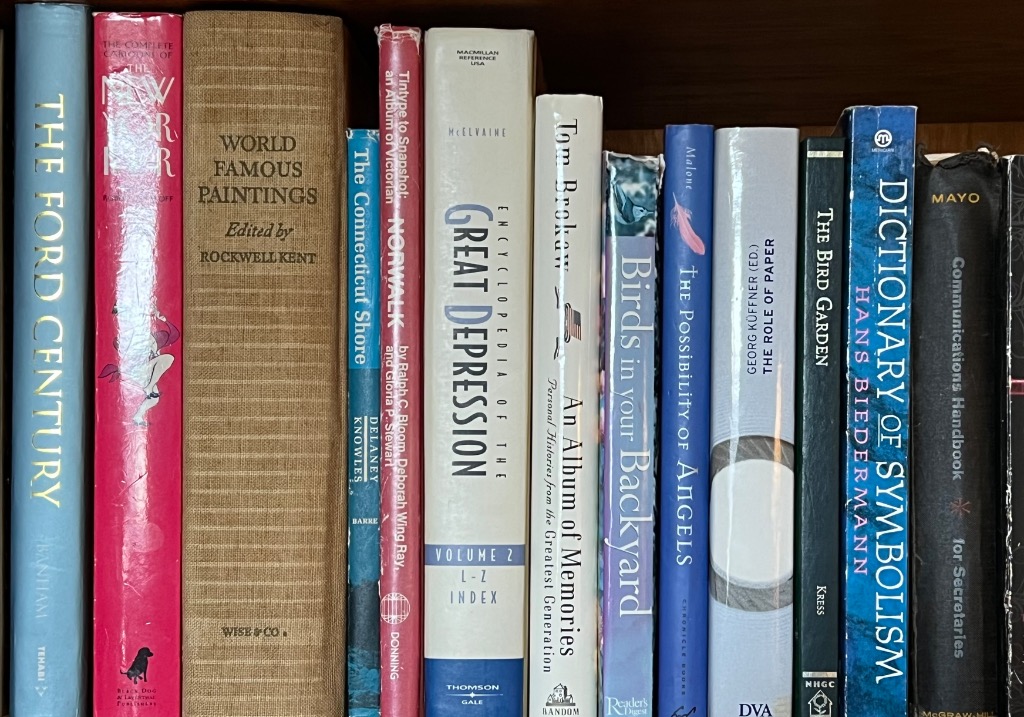 THE FORD CENTURY
TEHABI
THE COMPLETE
CARTOONS OF
THE
NEW
YORKER
BLACK DOG
& LEVENTHAL
PUBLISHERS
WORLD
FAMOUS
PAINTINGS
Edited by
ROCKWELL KENT
WISE & CO.
The Connecticut Shore
DELANEY
KNOWLES
BARRE
Tintype to Snapshot:
an Album of Victorian
NORWALK
by Ralph C. Bloom, Deborah Wing Ray
and Gloria P. Stewart
DONNING
MACMILLAN
REFERENCE
USA
McELVAINE
ENCYCLOPEDIA OF THE
GREAT DEPRESSION
VOLUME 2
L-Z
INDEX
THOMSON
GALE
Tom Brokaw
An Album of Memories
Personal Histories from the Greatest Generation
RANDOM
Birds in your Backyard
Reader's
Digest
Malone
THE POSSIBILITY OF ANGELS
CHRONICLE BOOKS
GEORG KÜFFNER (ED.)
THE ROLE OF PAPER
DVA
THE BIRD GARDEN
KRESS
NHGC
MERIDIAN
DICTIONARY OF SYMBOLISM
HANS BIEDERMANN
MAYO
Communications Handbook * for Secretaries
McGRAW-HILL